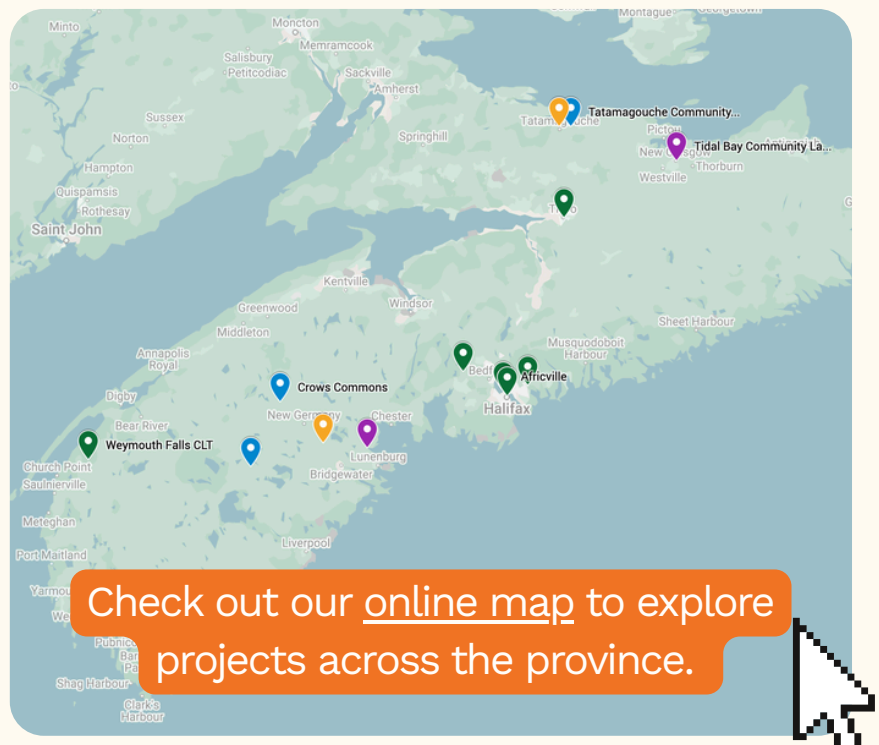 Moncton
Montague
Minto
Memramcook
Salisbury
Petitcodiac
Sackville
Amherst
Tatamagouche Community...
Sussex
Pictou
Norton
Springhill
Tidal Bay Community La...
Hampton
Thorburn
Westville
Quispamsis
Rothesay
Saint John
Kentville
Windsor
Greenwood
Sheet Harbour
Middleton
Musquodoboit
Harbour
Annapolis
Royal
Africville
Crows Commons
Digby
Halifax
New Germany
Chester
Bear River
Weymouth Falls CLT
Lunenburg
Church Point
Bridgewater
Saulnierville
Meteghan
Liverpool
Port Maitland
Check out our online map to explore
projects across the province.
Shag Harbour
Clark's
Harbour